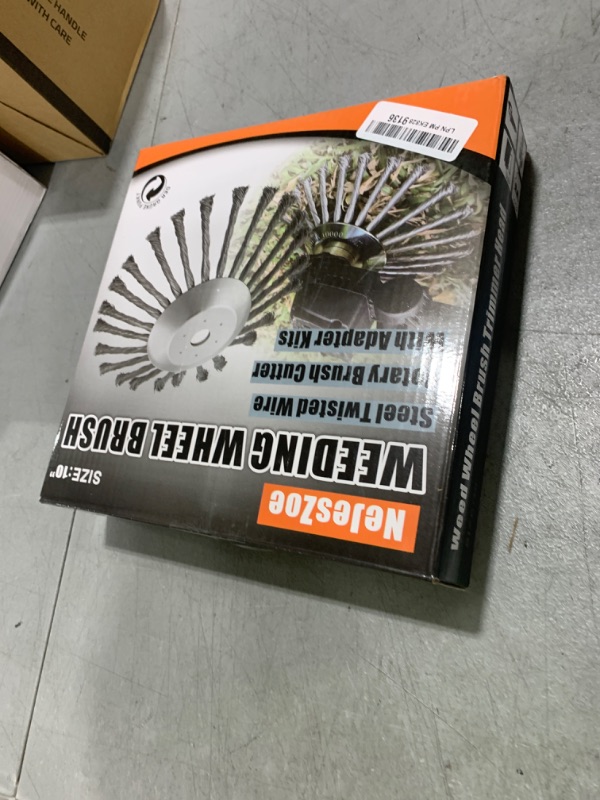 NeJesZoe
WEEDING WHEEL BRUSH
SIZE:10"
Steel Twisted Wire
Rotary Brush Cutter
With Adapter Kits
Weed Wheel Brush Trimmer Head
HANDLE
WITH CARE